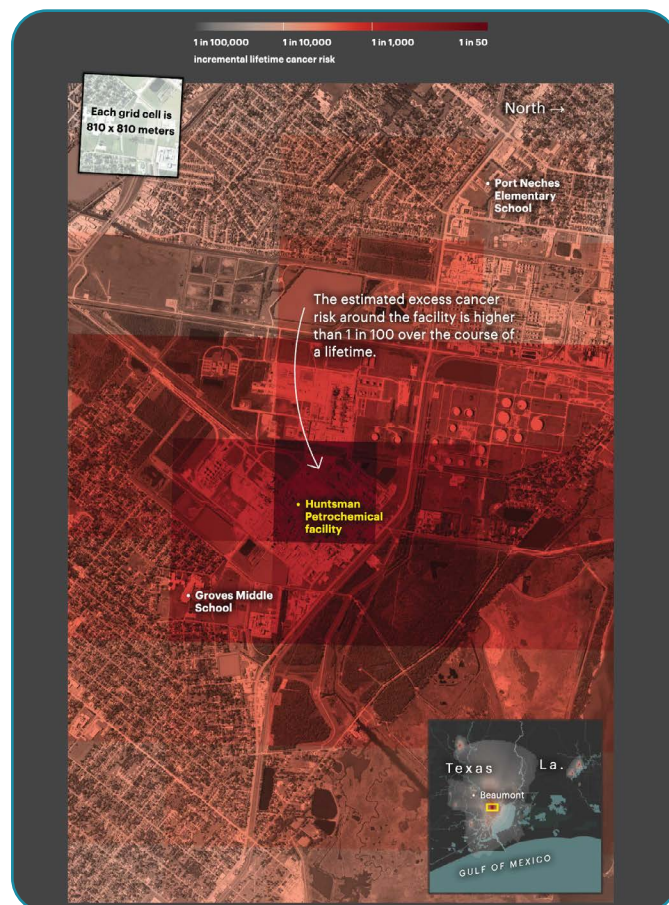 1 in 100,000 1 in 10,000 1 in 1,000 1 in 50
incremental lifetime cancer risk
Each grid cell is
810 x 810 meters
North →
Port Neches
Elementary
School
The estimated excess cancer
risk around the facility is higher
than 1 in 100 over the course of
a lifetime.
Huntsman
Petrochemical
facility
Groves Middle
School
Texas La.
Beaumont
GULF OF MEXICO